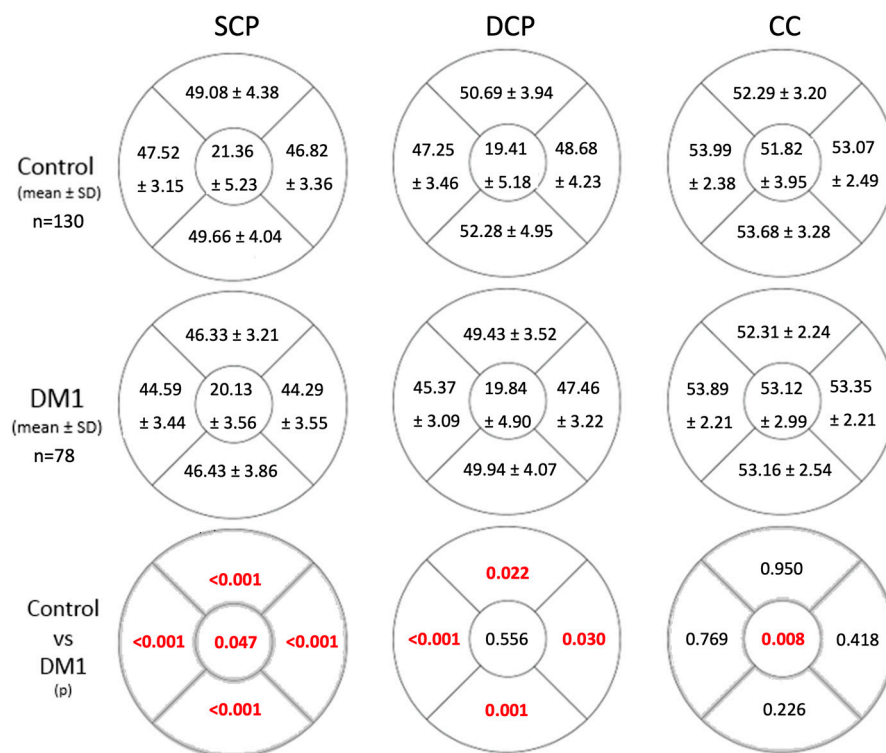 SCP DCP CC
49.08 ± 4.38 50.69 ± 3.94 52.29 ± 3.20
47.52 21.36 46.82 47.25 19.41 48.68 53.99 51.82 53.07
Control
± 3.15 ± 5.23 ± 3.36 ± 3.46 ± 5.18 ± 4.23 ± 2.38 ± 3.95 ± 2.49
(mean ± SD)
n=130
49.66 ± 4.04 52.28 ± 4.95 53.68 ± 3.28
46.33 ± 3.21 49.43 ± 3.52 52.31 ± 2.24
44.59 20.13 44.29 45.37 19.84 47.46 53.89 53.12 53.35
DM1
± 3.44 ± 3.56 ± 3.55 ± 3.09 ± 4.90 ± 3.22 ± 2.21 ± 2.99 ± 2.21
(mean ± SD)
n=78
46.43 ± 3.86 49.94 ± 4.07 53.16 ± 2.54
<0.001 0.022 0.950
Control
vs
<0.001 0.047 <0.001 <0.001 0.556 0.030 0.769 0.008 0.418
DM1
(p)
<0.001 0.001 0.226